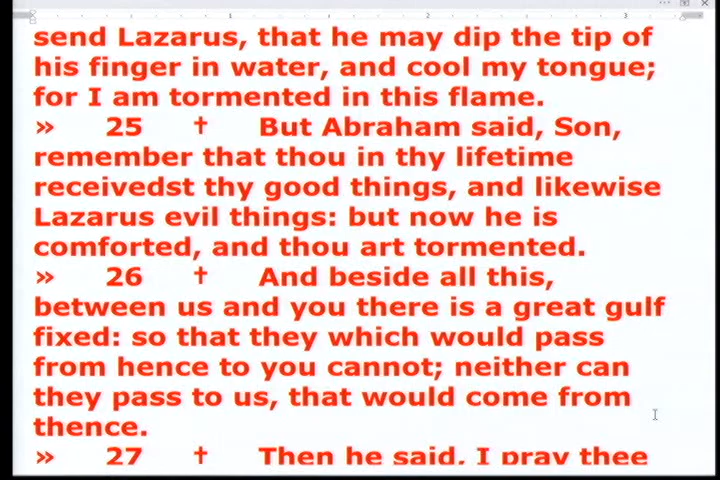 send Lazarus, that he may dip the tip of
his finger in water, and cool my tongue;
for I am tormented in this flame.
» 25 † But Abraham said, Son,
remember that thou in thy lifetime
receivedst thy good things, and likewise
Lazarus evil things: but now he is
comforted, and thou art tormented.
» 26 † And beside all this,
between us and you there is a great gulf
fixed: so that they which would pass
from hence to you cannot; neither can
they pass to us, that would come from
thence.
» 27 † Then he said, I pray thee